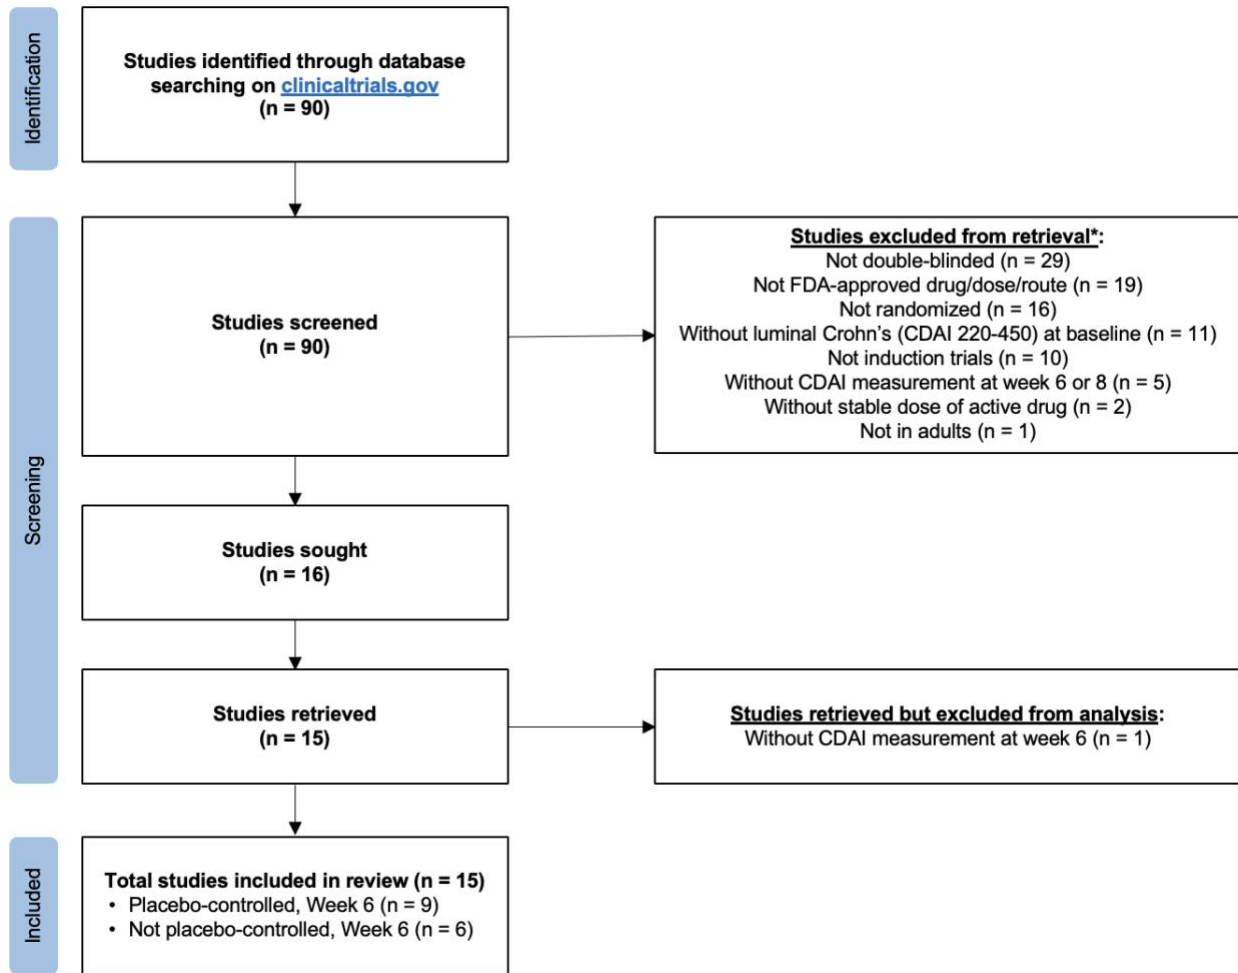 Identification
Studies identified through database
searching on clinicaltrials.gov
(n = 90)
Screening
Studies screened
(n = 90)
Studies excluded from retrieval*:
Not double-blinded (n = 29)
Not FDA-approved drug/dose/route (n = 19)
Not randomized (n = 16)
Without luminal Crohn's (CDAI 220-450) at baseline (n = 11)
Not induction trials (n = 10)
Without CDAI measurement at week 6 or 8 (n = 5)
Without stable dose of active drug (n = 2)
Not in adults (n = 1)
Studies sought
(n = 16)
Studies retrieved
(n = 15)
Studies retrieved but excluded from analysis:
Without CDAI measurement at week 6 (n = 1)
Included
Total studies included in review (n = 15)
• Placebo-controlled, Week 6 (n = 9)
• Not placebo-controlled, Week 6 (n = 6)